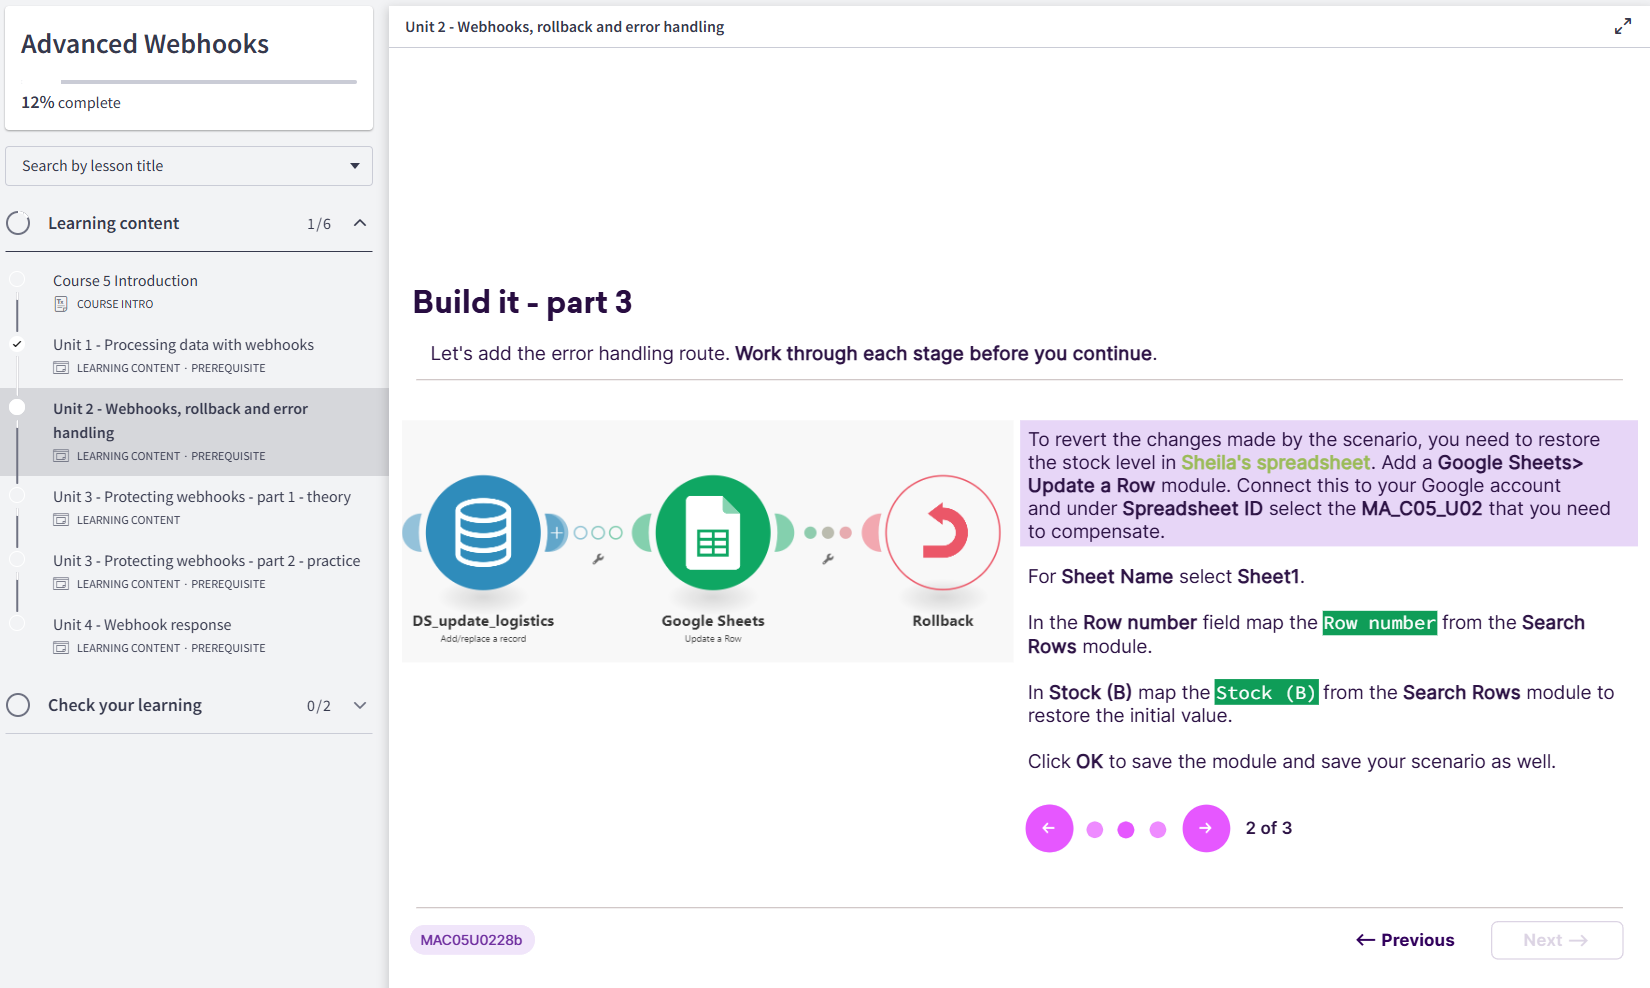 Advanced Webhooks
12% complete
Search by lesson title
Learning content 1/6
Course 5 Introduction
COURSE INTRO
Unit 1 - Processing data with webhooks
LEARNING CONTENT · PREREQUISITE
Unit 2 - Webhooks, rollback and error
handling
LEARNING CONTENT · PREREQUISITE
Unit 3 - Protecting webhooks - part 1 - theory
LEARNING CONTENT
Unit 3 - Protecting webhooks - part 2 - practice
LEARNING CONTENT · PREREQUISITE
Unit 4 - Webhook response
LEARNING CONTENT · PREREQUISITE
Check your learning 0/2
Unit 2 - Webhooks, rollback and error handling
Build it - part 3
Let's add the error handling route. Work through each stage before you continue.
DS_update_logistics
Add/replace a record
Google Sheets
Update a Row
Rollback
To revert the changes made by the scenario, you need to restore
the stock level in Sheila's spreadsheet. Add a Google Sheets>
Update a Row module. Connect this to your Google account
and under Spreadsheet ID select the MA_C05_U02 that you need
to compensate.
For Sheet Name select Sheet1.
In the Row number field map the Row number from the Search
Rows module.
In Stock (B) map the Stock (B) from the Search Rows module to
restore the initial value.
Click OK to save the module and save your scenario as well.
← → 2 of 3
MAC05U0228b
← Previous
Next →